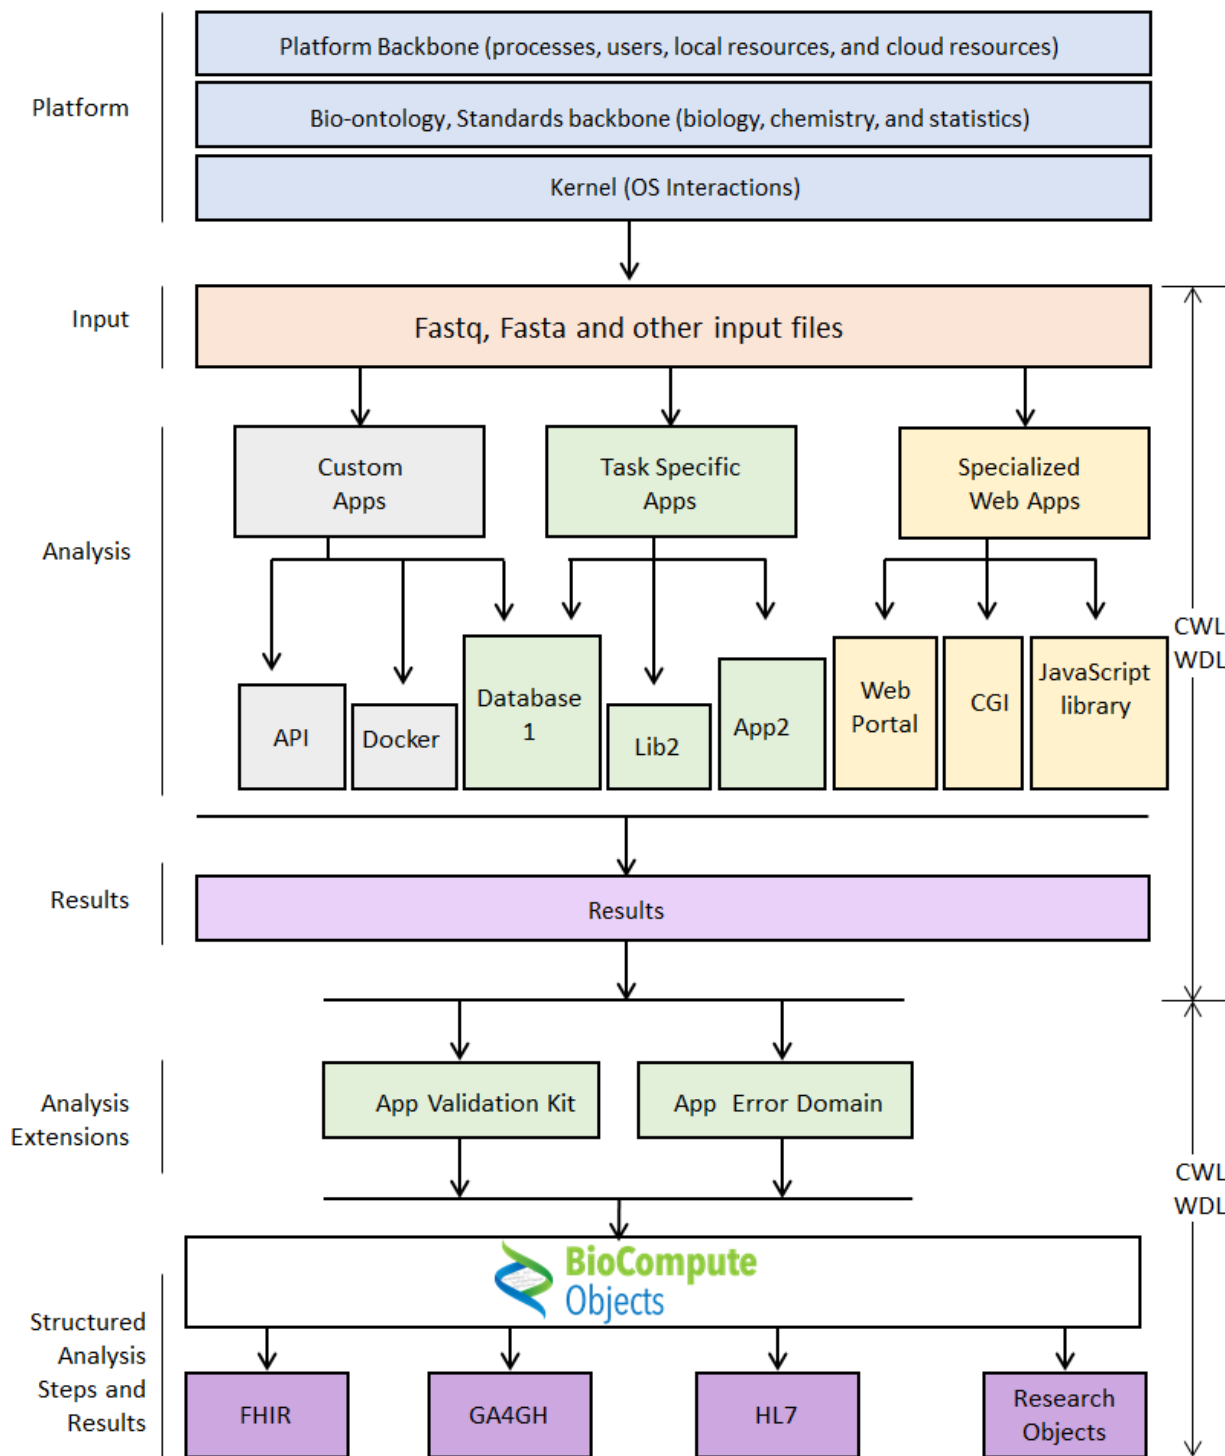 Platform
Platform Backbone (processes, users, local resources, and cloud resources)
Bio-ontology, Standards backbone (biology, chemistry, and statistics)
Kernel (OS Interactions)
Input
Fastq, Fasta and other input files
Analysis
Custom
Apps
Task Specific
Apps
Specialized
Web Apps
API
Docker
Database
1
Lib2
App2
Web
Portal
CGI
JavaScript
library
CWL
WDL
Results
Results
Analysis
Extensions
App Validation Kit
App Error Domain
CWL
WDL
BioCompute
Objects
Structured
Analysis
Steps and
Results
FHIR
GA4GH
HL7
Research
Objects